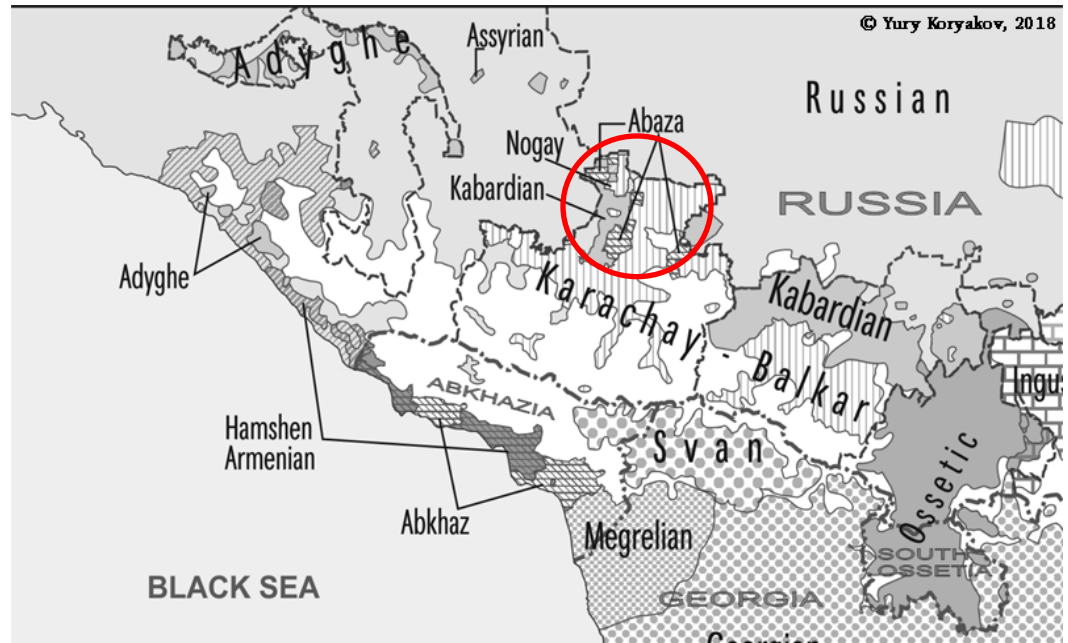 © Yury Koryakov, 2018
Adyghe
Assyrian
Russian
Abaza
Nogay
Kabardian
RUSSIA
Adyghe
Karachay - Balkar
Kabardian
ABKHAZIA
Hamshen
Armenian
Svan
Ossetic
Abkhaz
Megrelian
SOUTH
OSSETIA
BLACK SEA
GEORGIA